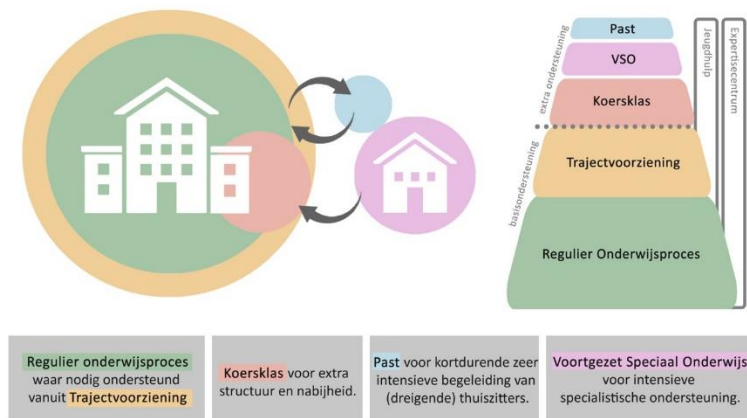 Past
VSO
Koersklas
Trajectvoorziening
Regulier Onderwijsproces
extra ondersteuning
basisondersteuning
Jeugdhulp
Expertisecentrum
Regulier onderwijsproces
waar nodig ondersteund
vanuit Trajectvoorziening
Koersklas voor extra
structuur en nabijheid.
Past voor kortdurende zeer
intensieve begeleiding van
(dreigende) thuiszitters.
Voortgezet Speciaal Onderwijs
voor intensieve
specialistische ondersteuning.